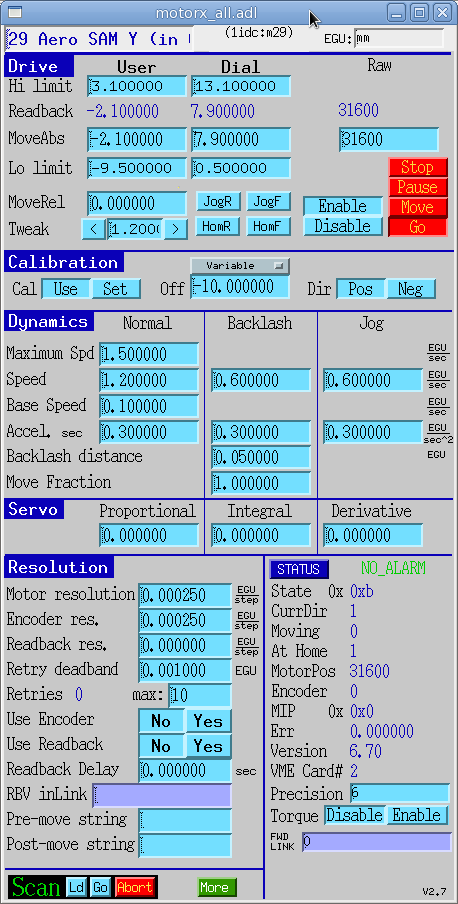 motorx_all.adl
29 Aero SAM Y (in (1idc:m29) EGU: mm
Drive User Dial Raw
Hi limit 3.100000 13.100000
Readback -2.100000 7.900000 31600
MoveAbs -2.100000 7.900000 31600
Lo limit -9.500000 0.500000 Stop
Pause
MoveRel 0.000000 JogR JogF Enable Move
Tweak < 1.200 > HomR HomF Disable Go
Calibration Variable
Cal Use Set Off -10.000000 Dir Pos Neg
Dynamics Normal Backlash Jog
Maximum Spd 1.500000 EGU/sec
Speed 1.200000 0.600000 0.600000 EGU/sec
Base Speed 0.100000 EGU/sec
Accel. sec 0.300000 0.300000 0.300000 EGU/sec^2
Backlash distance 0.050000 EGU
Move Fraction 1.000000
Servo Proportional Integral Derivative
0.000000 0.000000 0.000000
Resolution
Motor resolution 0.000250 EGU/step
Encoder res. 0.000250 EGU/step
Readback res. 0.000000 EGU/step
Retry deadband 0.001000 EGU
Retries 0 max: 10
Use Encoder No Yes
Use Readback No Yes
Readback Delay 0.000000 sec
RBV inLink
Pre-move string
Post-move string
STATUS NO_ALARM
State 0x 0xb
CurrDir 1
Moving 0
At Home 1
MotorPos 31600
Encoder 0
MIP 0x 0x0
Err 0.000000
Version 6.70
VME Card# 2
Precision 6
Torque Disable Enable
FWD LINK 0
Scan Ld Go Abort More V2.7